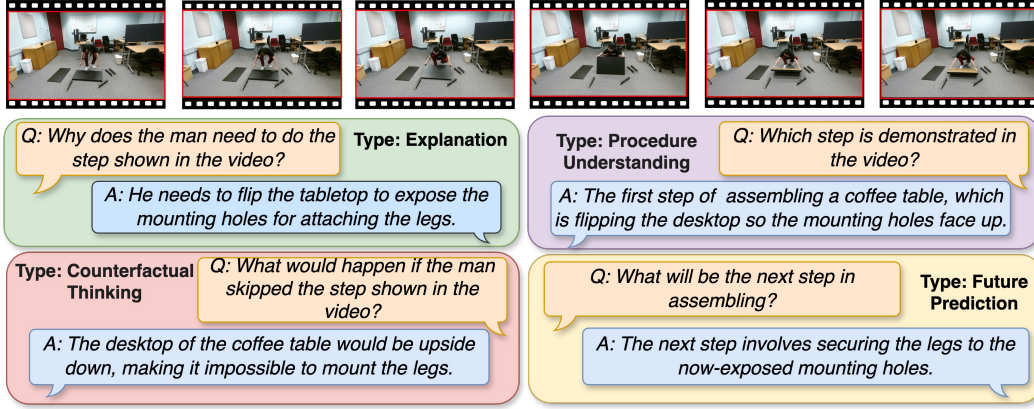 Q: Why does the man need to do the
step shown in the video?
Type: Explanation
A: He needs to flip the tabletop to expose the
mounting holes for attaching the legs.
Type: Procedure
Understanding
Q: Which step is demonstrated in
the video?
A: The first step of assembling a coffee table, which
is flipping the desktop so the mounting holes face up.
Type: Counterfactual
Thinking
Q: What would happen if the man
skipped the step shown in the
video?
A: The desktop of the coffee table would be upside
down, making it impossible to mount the legs.
Q: What will be the next step in
assembling?
Type: Future
Prediction
A: The next step involves securing the legs to the
now-exposed mounting holes.